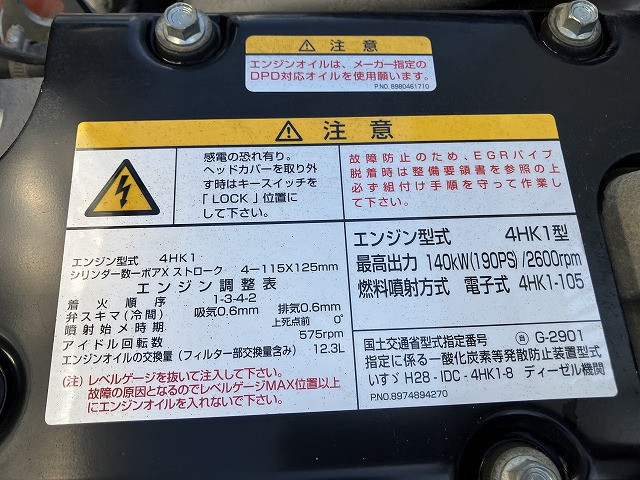 注意
エンジンオイルは、メーカー指定の
DPD対応オイルを使用願います。
P.NO. 8980461710
注意
感電の恐れ有り。
ヘッドカバーを取り外
す時はキースイッチを
「LOCK」位置に
して下さい。
故障防止のため、EGRパイプ
脱着時は整備要領書を参照の上
必ず組付け手順を守って作業し
て下さい。
エンジン型式 4HK1
シリンダー数ーボアX ストローク 4ー115X125mm
エンジン調整表
着火順序 1-3-4-2
弁スキマ(冷間) 吸気0.6mm 排気0.6mm
噴射始メ時期 上死点前 0°
アイドル回転数 575rpm
エンジンオイルの交換量(フィルター部交換量含み) 12.3L
(注)レベルゲージを抜いて注入して下さい。
故障の原因となるのでレベルゲージMAX位置以上
にエンジンオイルを入れないで下さい。
エンジン型式 4HK1型
最高出力 140kW(190PS)/2600rpm
燃料噴射方式 電子式 4HK1-105
国土交通省型式指定番号 G-2901
指定に係る一酸化炭素等発散防止装置型式
いすゞ H28-IDC-4HK1-8 ディーゼル機関
P.NO. 8974894270